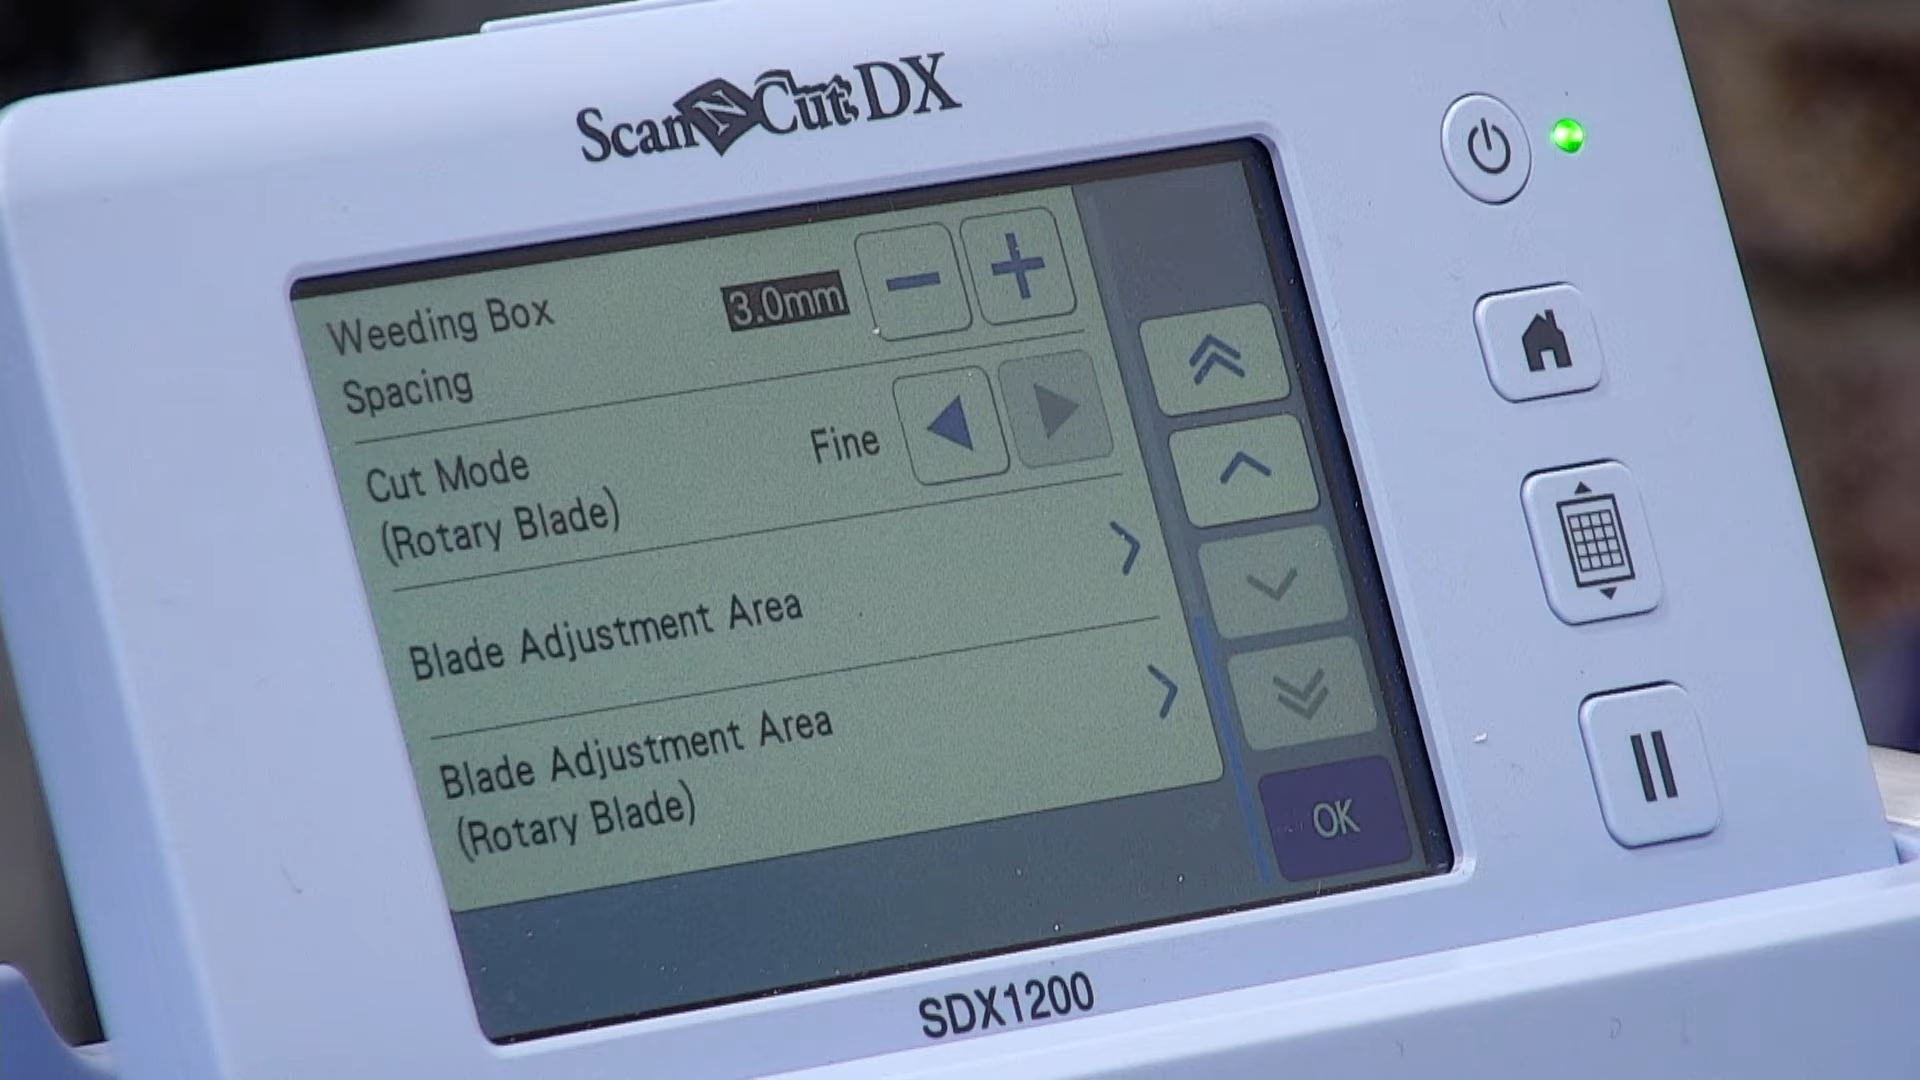 ScanNCut DX
Weeding Box
Spacing
3.0mm
Cut Mode
(Rotary Blade)
Fine
Blade Adjustment Area
Blade Adjustment Area
(Rotary Blade)
OK
SDX1200